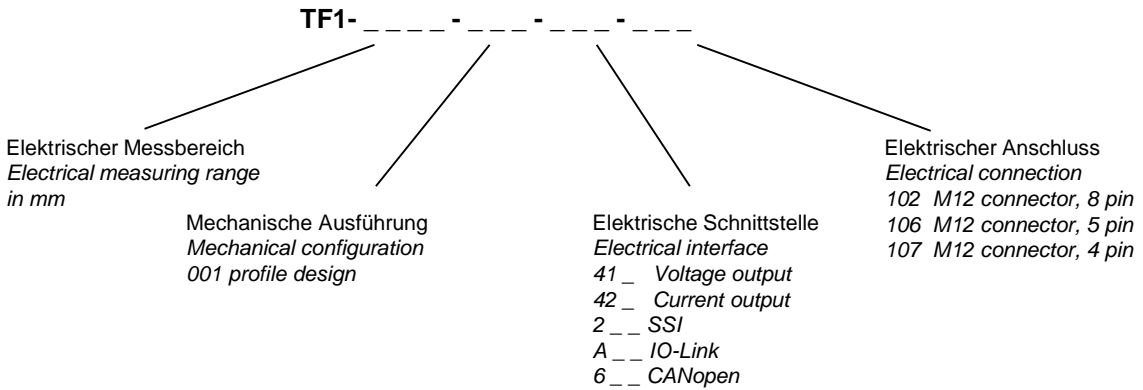 TF1- _ _ _ _ - _ _ _ - _ _ _ - _ _ _
Elektrischer Messbereich
Electrical measuring range
in mm
Mechanische Ausführung
Mechanical configuration
001 profile design
Elektrische Schnittstelle
Electrical interface
41 _ Voltage output
42 _ Current output
2 _ _ SSI
A _ _ IO-Link
6 _ _ CANopen
Elektrischer Anschluss
Electrical connection
102 M12 connector, 8 pin
106 M12 connector, 5 pin
107 M12 connector, 4 pin